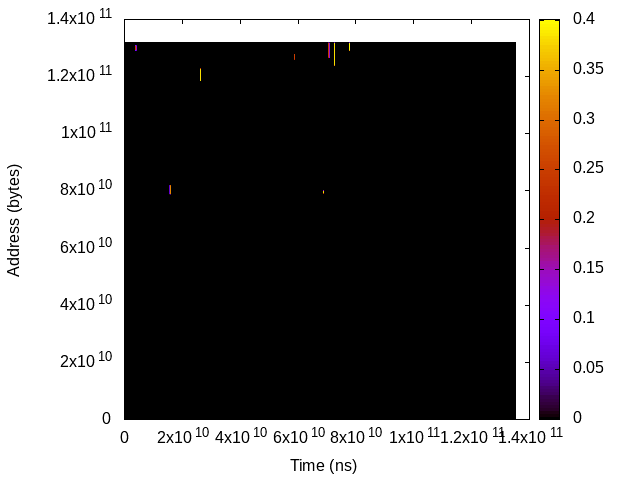 1.4x10 11
1.2x10 11
1x10 11
8x10 10
6x10 10
4x10 10
2x10 10
0
0 2x10 10 4x10 10 6x10 10 8x10 10 1x10 11 1.2x10 11 1.4x10 11
Time (ns)
Address (bytes)
0.4
0.35
0.3
0.25
0.2
0.15
0.1
0.05
0